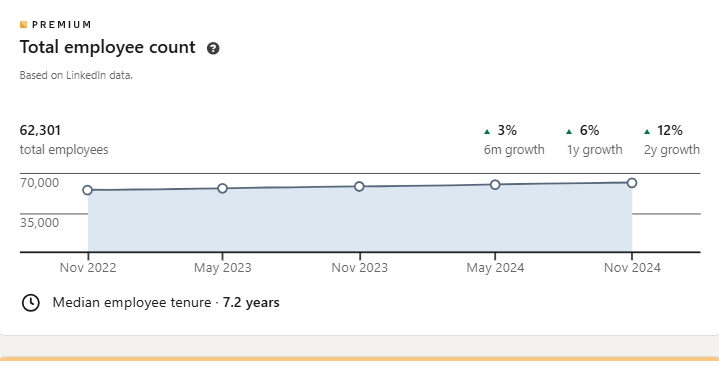 PREMIUM
Total employee count ?
Based on LinkedIn data.
62,301
total employees
3%
6m growth
6%
1y growth
12%
2y growth
70,000
35,000
Nov 2022 May 2023 Nov 2023 May 2024 Nov 2024
Median employee tenure · 7.2 years